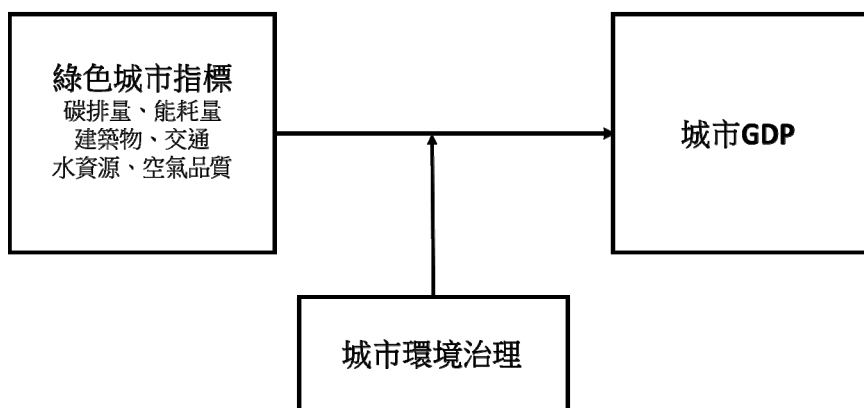 綠色城市指標
碳排量、能耗量
建築物、交通
水資源、空氣品質
城市GDP
城市環境治理